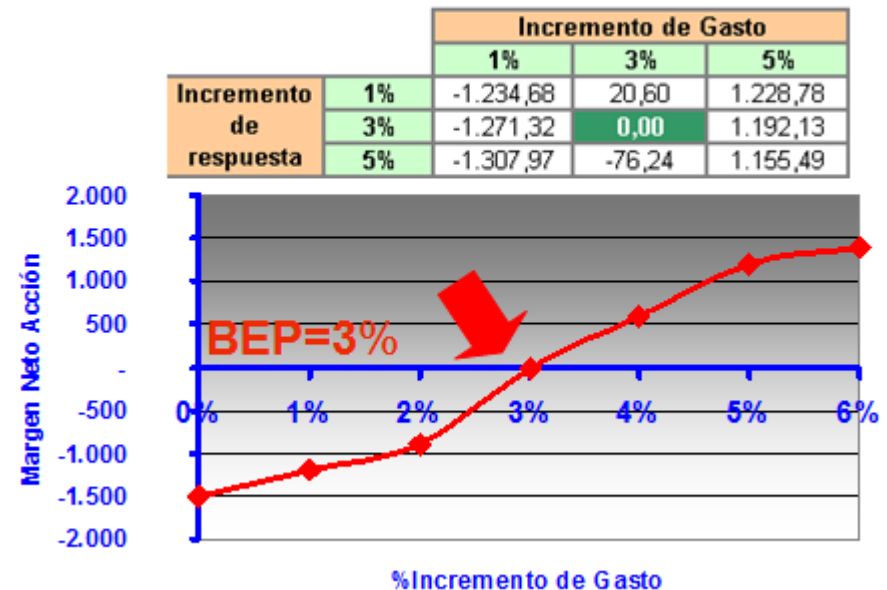 Incremento de Gasto
1% 3% 5%
Incremento de respuesta
1% -1.234,68 20,60 1.228,78
3% -1.271,32 0,00 1.192,13
5% -1.307,97 -76,24 1.155,49
2.000
1.500
1.000
500
-
-500
-1.000
-1.500
-2.000
Margen Neto Acción
BEP=3%
0% 1% 2% 3% 4% 5% 6%
%Incremento de Gasto